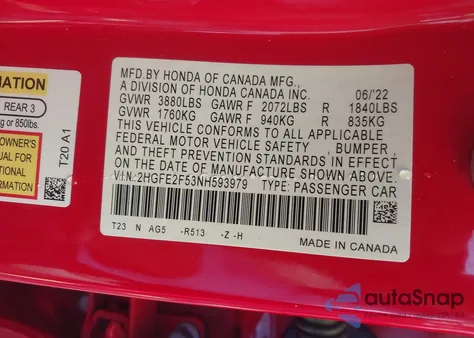 MATION
REAR 3
or 850lbs.
OWNER'S
NUAL FOR
ITIONAL
RMATION
T20 A1
MFD.BY HONDA OF CANADA MFG.,
A DIVISION OF HONDA CANADA INC. 06/'22
GVWR 3880LBS GAWR F 2072LBS R 1840LBS
GVWR 1760KG GAWR F 940KG R 835KG
THIS VEHICLE CONFORMS TO ALL APPLICABLE
FEDERAL MOTOR VEHICLE SAFETY , BUMPER ,
AND THEFT PREVENTION STANDARDS IN EFFECT
ON THE DATE OF MANUFACTURE SHOWN ABOVE.
V.I.N:2HGFE2F53NH593979 TYPE: PASSENGER CAR
T23 N AG5 -R513 -Z -H
MADE IN CANADA
autoSnap